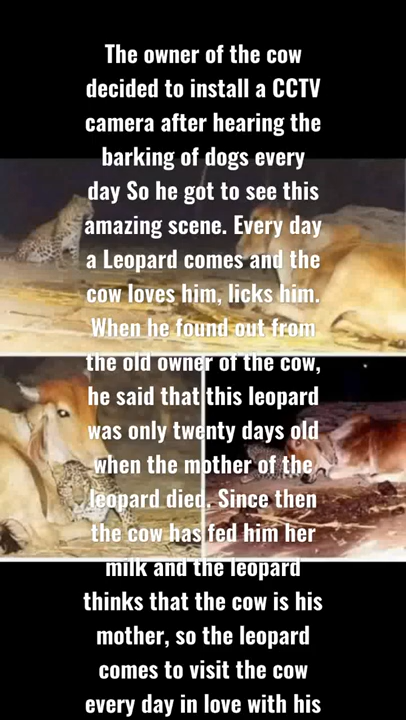 The owner of the cow
decided to install a CCTV
camera after hearing the
barking of dogs every
day So he got to see this
amazing scene. Every day
a Leopard comes and the
cow loves him, licks him.
When he found out from
the old owner of the cow,
he said that this leopard
was only twenty days old
when the mother of the
leopard died. Since then
the cow has fed him her
milk and the leopard
thinks that the cow is his
mother, so the leopard
comes to visit the cow
every day in love with his